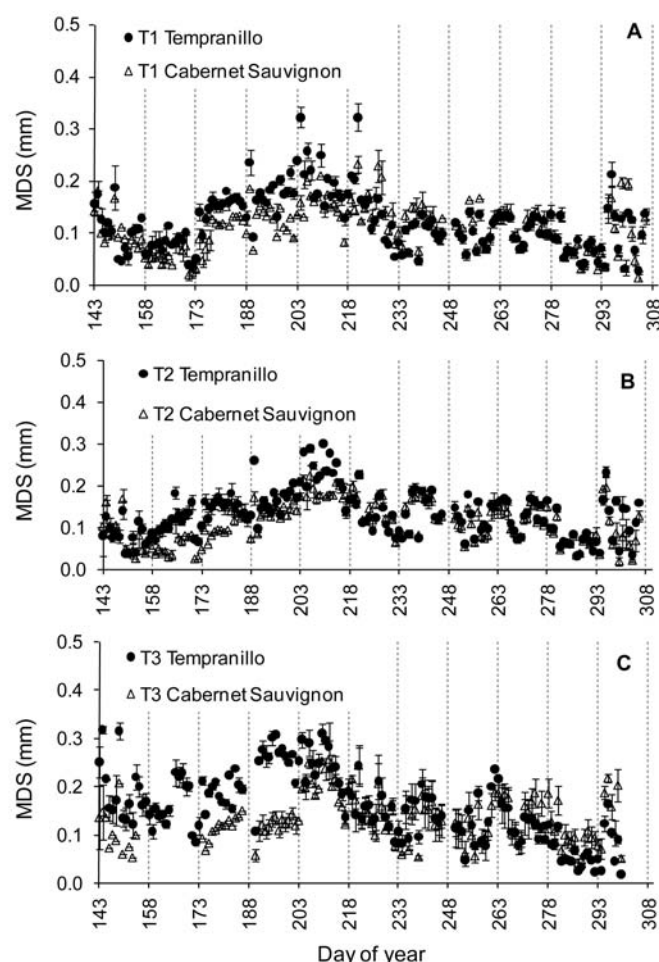 A
T1 Tempranillo
T1 Cabernet Sauvignon
MDS (mm)
0.5
0.4
0.3
0.2
0.1
0.0
143 158 173 188 203 218 233 248 263 278 293 308
B
T2 Tempranillo
T2 Cabernet Sauvignon
MDS (mm)
0.5
0.4
0.3
0.2
0.1
0.0
143 158 173 188 203 218 233 248 263 278 293 308
C
T3 Tempranillo
T3 Cabernet Sauvignon
MDS (mm)
0.5
0.4
0.3
0.2
0.1
0.0
143 158 173 188 203 218 233 248 263 278 293 308
Day of year